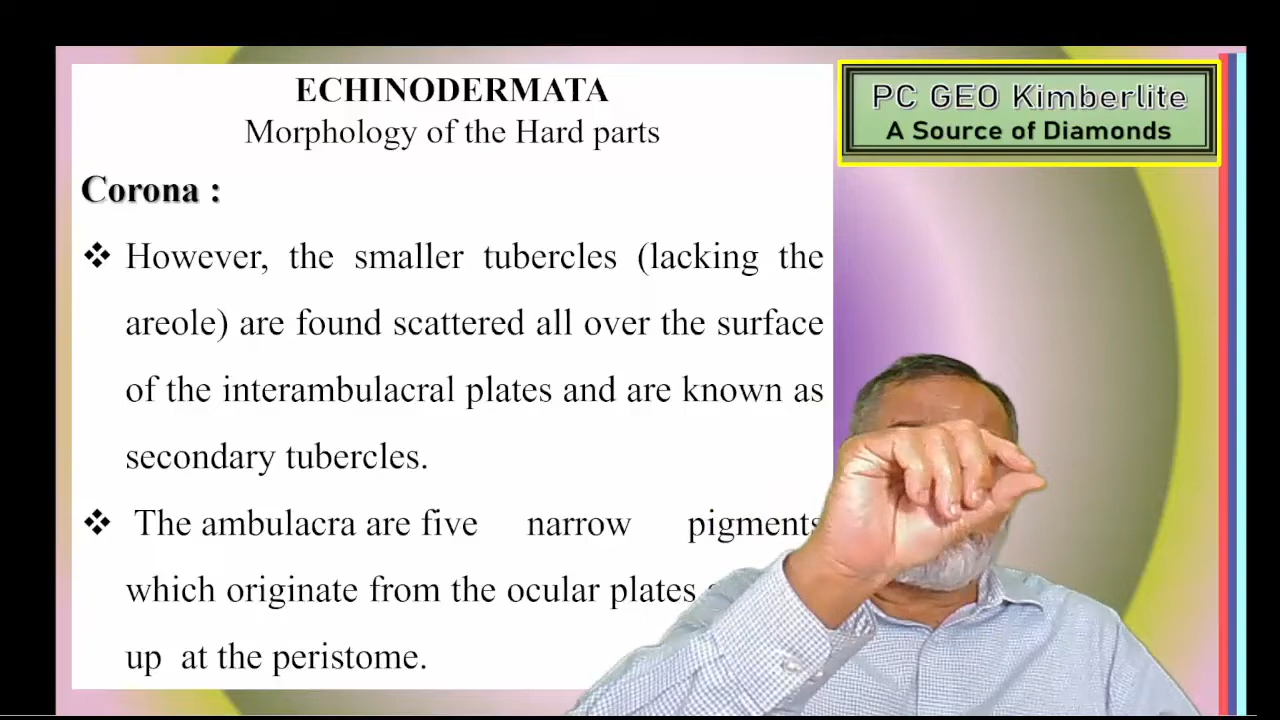 ECHINODERMATA
Morphology of the Hard parts
Corona :
❖ However, the smaller tubercles (lacking the
areole) are found scattered all over the surface
of the interambulacral plates and are known as
secondary tubercles.
❖ The ambulacra are five narrow pigments
which originate from the ocular plates
up at the peristome.
PC GEO Kimberlite
A Source of Diamonds